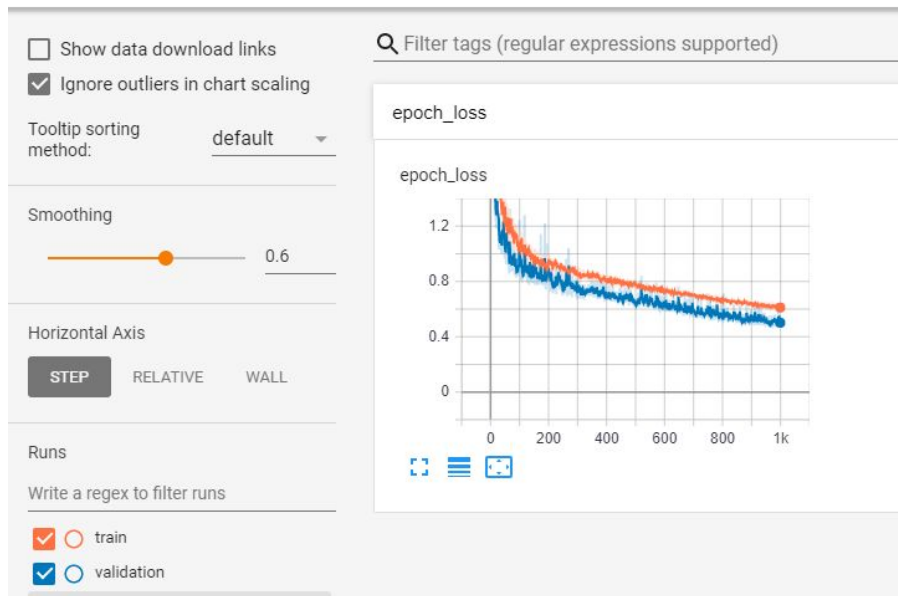 Show data download links
Ignore outliers in chart scaling
Tooltip sorting
method:
default
Smoothing
0.6
Horizontal Axis
STEP
RELATIVE
WALL
Runs
Write a regex to filter runs
train
validation
Filter tags (regular expressions supported)
epoch_loss
epoch_loss
1.2
0.8
0.4
0
0 200 400 600 800 1k